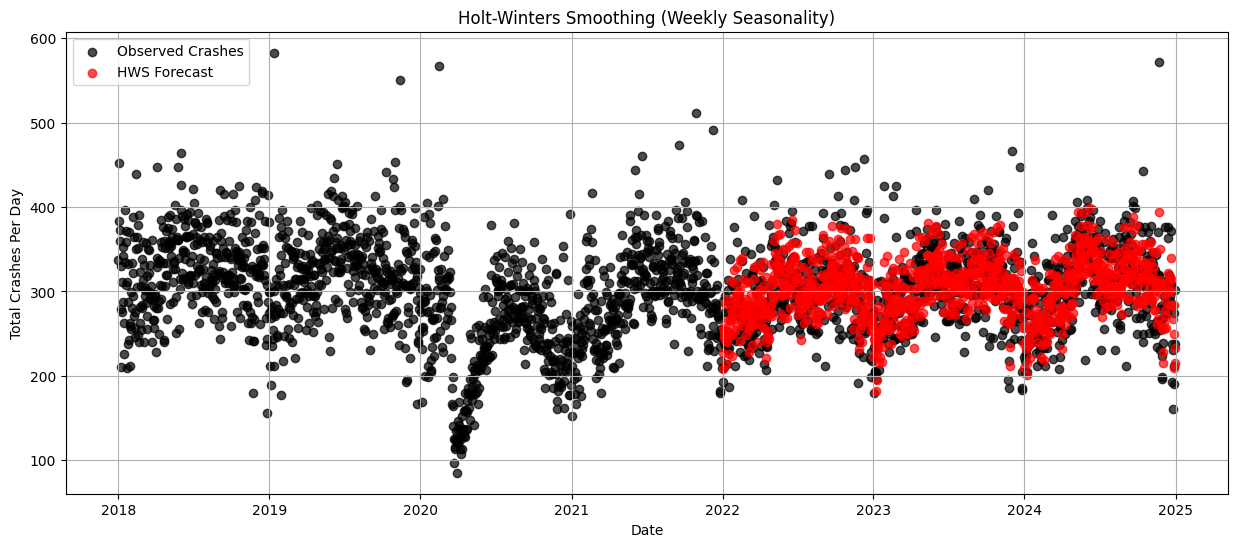 Holt-Winters Smoothing (Weekly Seasonality)
Observed Crashes
HWS Forecast
Total Crashes Per Day
600
500
400
300
200
100
2018
2019
2020
2021
2022
2023
2024
2025
Date